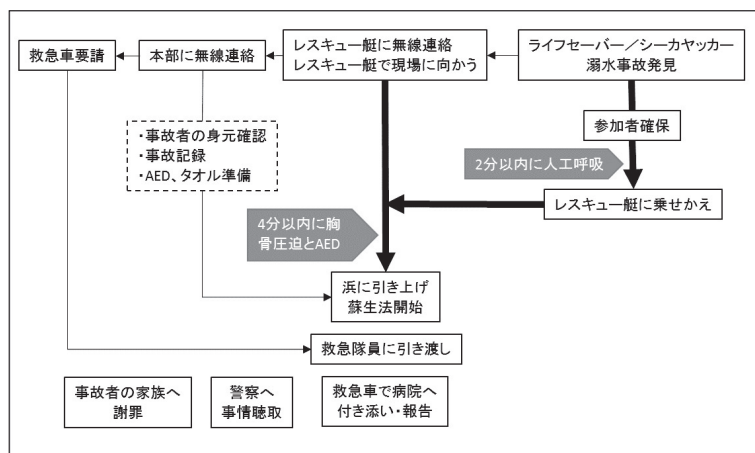 救急車要請
本部に無線連絡
レスキュー艇に無線連絡
レスキュー艇で現場に向かう
ライフセーバー／シーカヤッカー
溺水事故発見
・事故者の身元確認
・事故記録
・AED、タオル準備
参加者確保
2分以内に人工呼吸
レスキュー艇に乗せかえ
4分以内に胸
骨圧迫とAED
浜に引き上げ
蘇生法開始
救急隊員に引き渡し
事故者の家族へ
謝罪
警察へ
事情聴取
救急車で病院へ
付き添い・報告